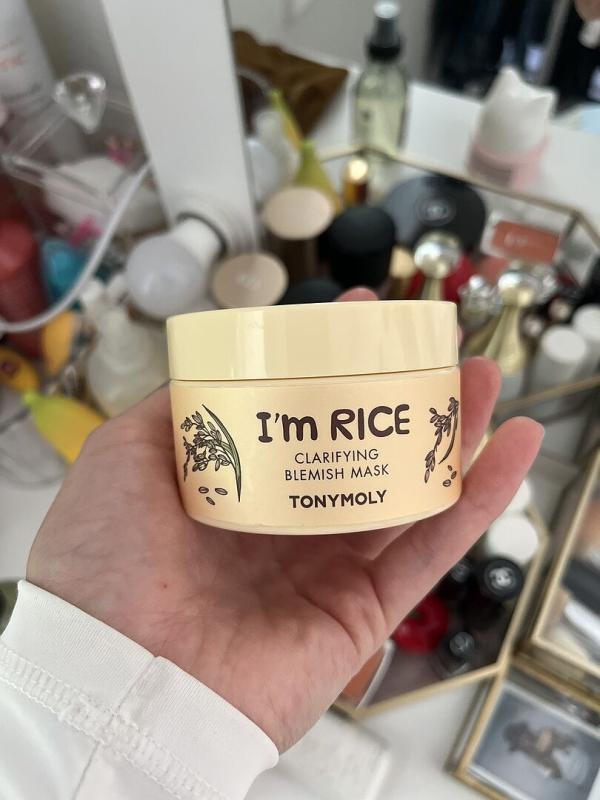 I'm RICE
CLARIFYING
BLEMISH MASK
TONYMOLY